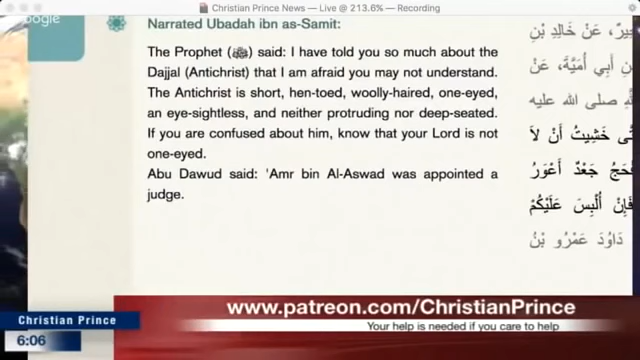 Christian Prince News — Live @ 213.6% — Recording
oogle
Narrated Ubadah ibn as-Samit:
The Prophet (ﷺ) said: I have told you so much about the
Dajjal (Antichrist) that I am afraid you may not understand.
The Antichrist is short, hen-toed, woolly-haired, one-eyed,
an eye-sightless, and neither protruding nor deep-seated.
If you are confused about him, know that your Lord is not
one-eyed.
Abu Dawud said: 'Amr bin Al-Aswad was appointed a
judge.
عَنْ خَالِدِ بْنِ
بْنِ أَبِي أُمَيَّةَ، عَنْ
صلى الله عليه
خَشِيتُ أَنْ لاَ
جَعْدٌ أَعْوَرُ
فَإِنْ أُلْبِسَ عَلَيْكُمْ
دَاوُدَ عَمْرُو بْنُ
www.patreon.com/ChristianPrince
Your help is needed if you care to help
Christian Prince
6:06